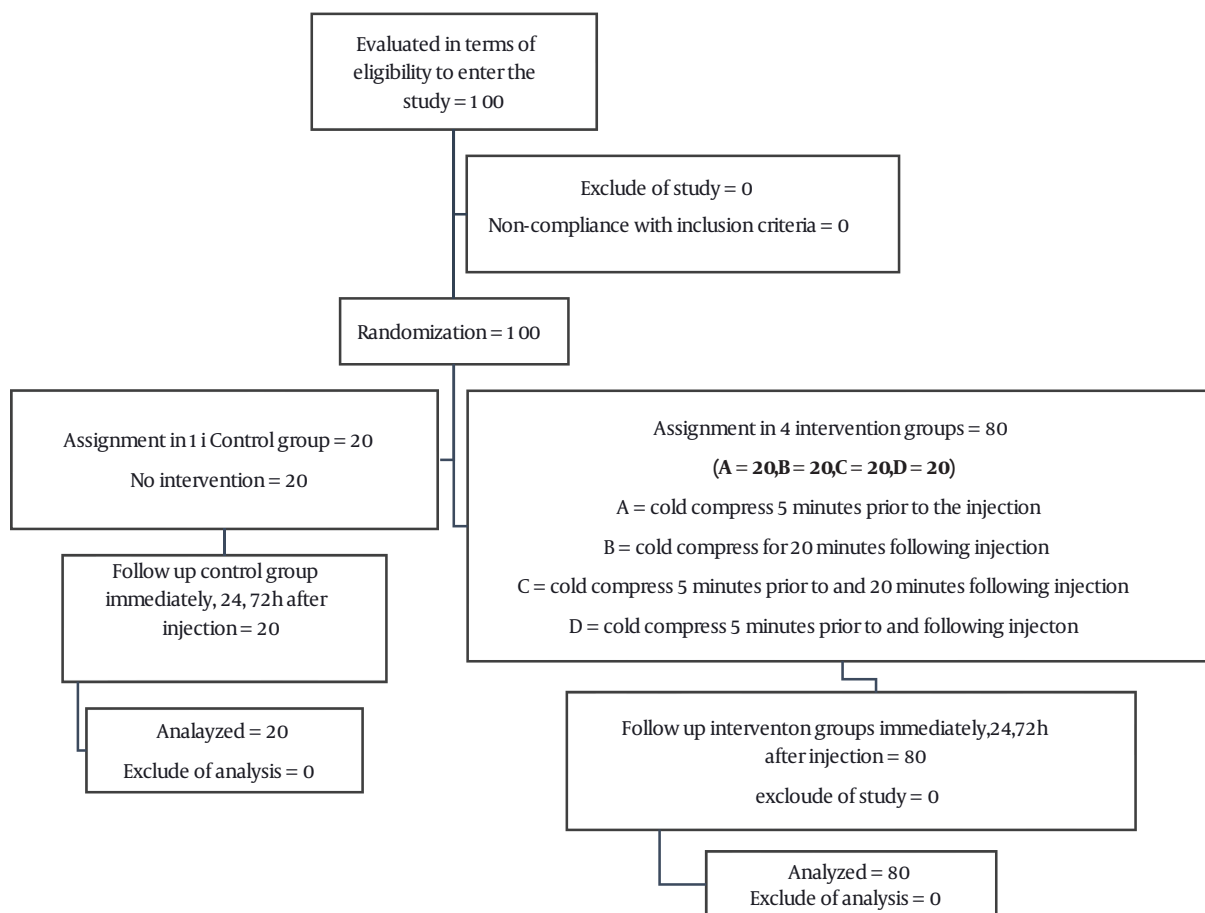 Evaluated in terms of
eligibility to enter the
study = 100
Exclude of study = 0
Non-compliance with inclusion criteria = 0
Randomization = 100
Assignment in 1 i Control group = 20
No intervention = 20
Assignment in 4 intervention groups = 80
(A = 20,B = 20,C = 20,D = 20)
A = cold compress 5 minutes prior to the injection
B = cold compress for 20 minutes following injection
C = cold compress 5 minutes prior to and 20 minutes following injection
D = cold compress 5 minutes prior to and following injecton
Follow up control group
immediately, 24, 72h after
injection = 20
Analayzed = 20
Exclude of analysis = 0
Follow up interventon groups immediately,24,72h
after injection = 80
excloude of study = 0
Analyzed = 80
Exclude of analysis = 0